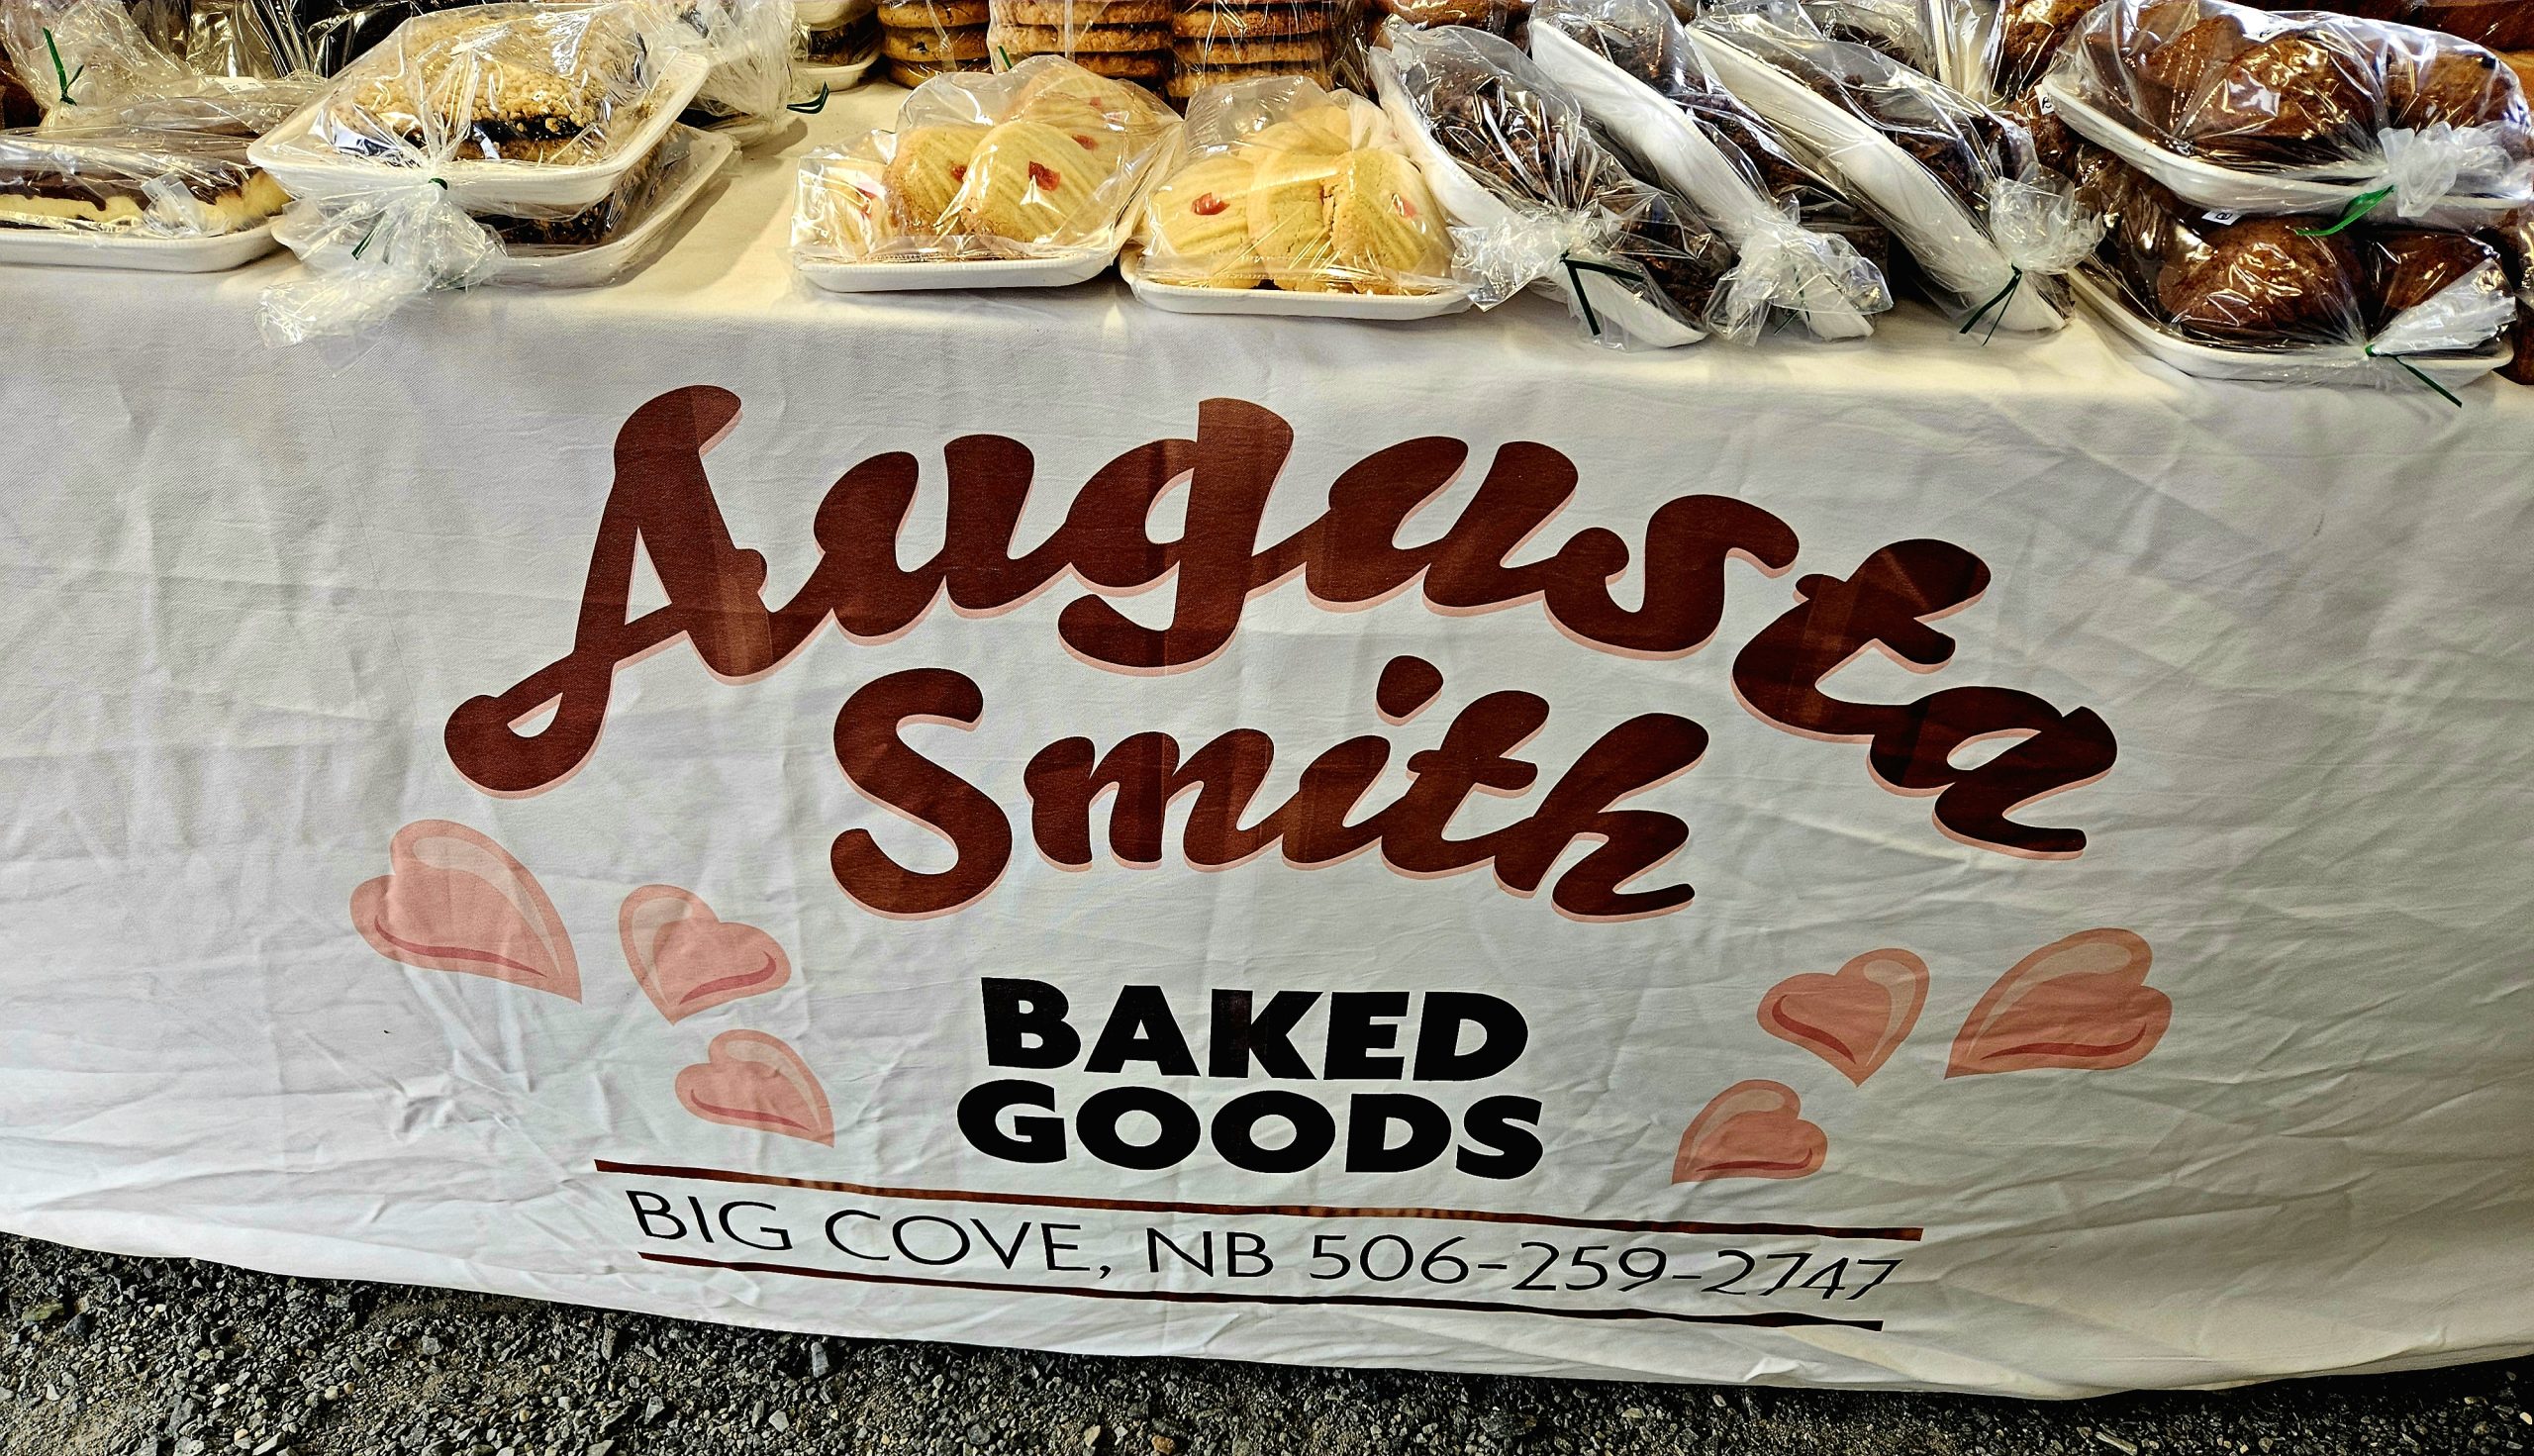 Augusta
Smith
BAKED
GOODS
BIG COVE, NB 506-259-2747